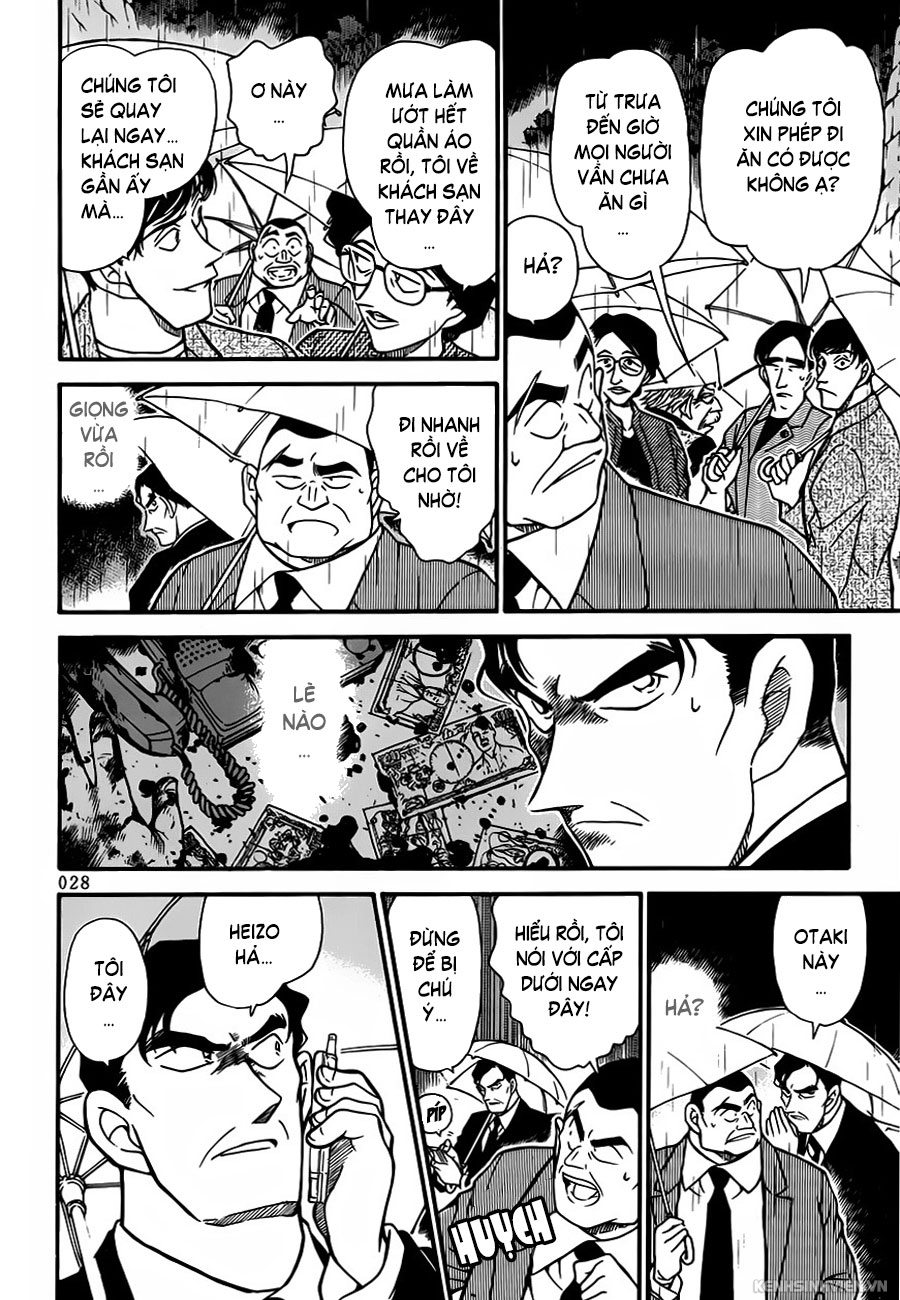 CHÚNG TÔI
XIN PHÉP ĐI
ĂN CÓ ĐƯỢC
KHÔNG Ạ?
TỪ TRƯA
ĐẾN GIỜ
MỌI NGƯỜI
VẪN CHƯA
ĂN GÌ
...
HẢ?
MƯA LÀM
ƯỚT HẾT
QUẦN ÁO
RỒI, TÔI VỀ
KHÁCH SẠN
THAY ĐÂY
...
Ơ NÀY
...
CHÚNG TÔI
SẼ QUAY
LẠI NGAY...
KHÁCH SẠN
GẦN ẤY
MÀ...
ĐI NHANH
RỒI VỀ
CHO TÔI
NHỜ!
GIỌNG
VỪA
RỒI
...
LẼ
NÀO
...
028
OTAKI
NÀY
...
HẢ?
HIỂU RỒI, TÔI
NÓI VỚI CẤP
DƯỚI NGAY
ĐÂY!
ĐỪNG
ĐỂ BỊ
CHÚ
Ý...
PÍP
HUỴCH
HEIZO
HẢ...
TÔI
ĐÂY
...
KENHSINHVIEN.VN